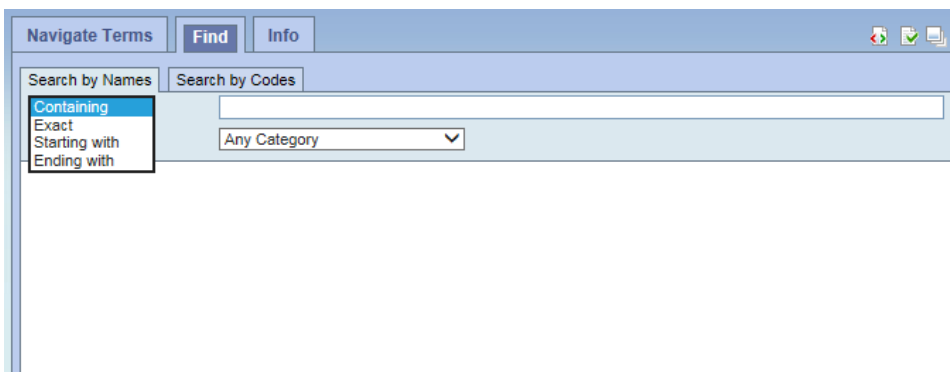 Navigate Terms Find Info
Search by Names Search by Codes
Containing
Exact
Starting with
Any Category
Ending with